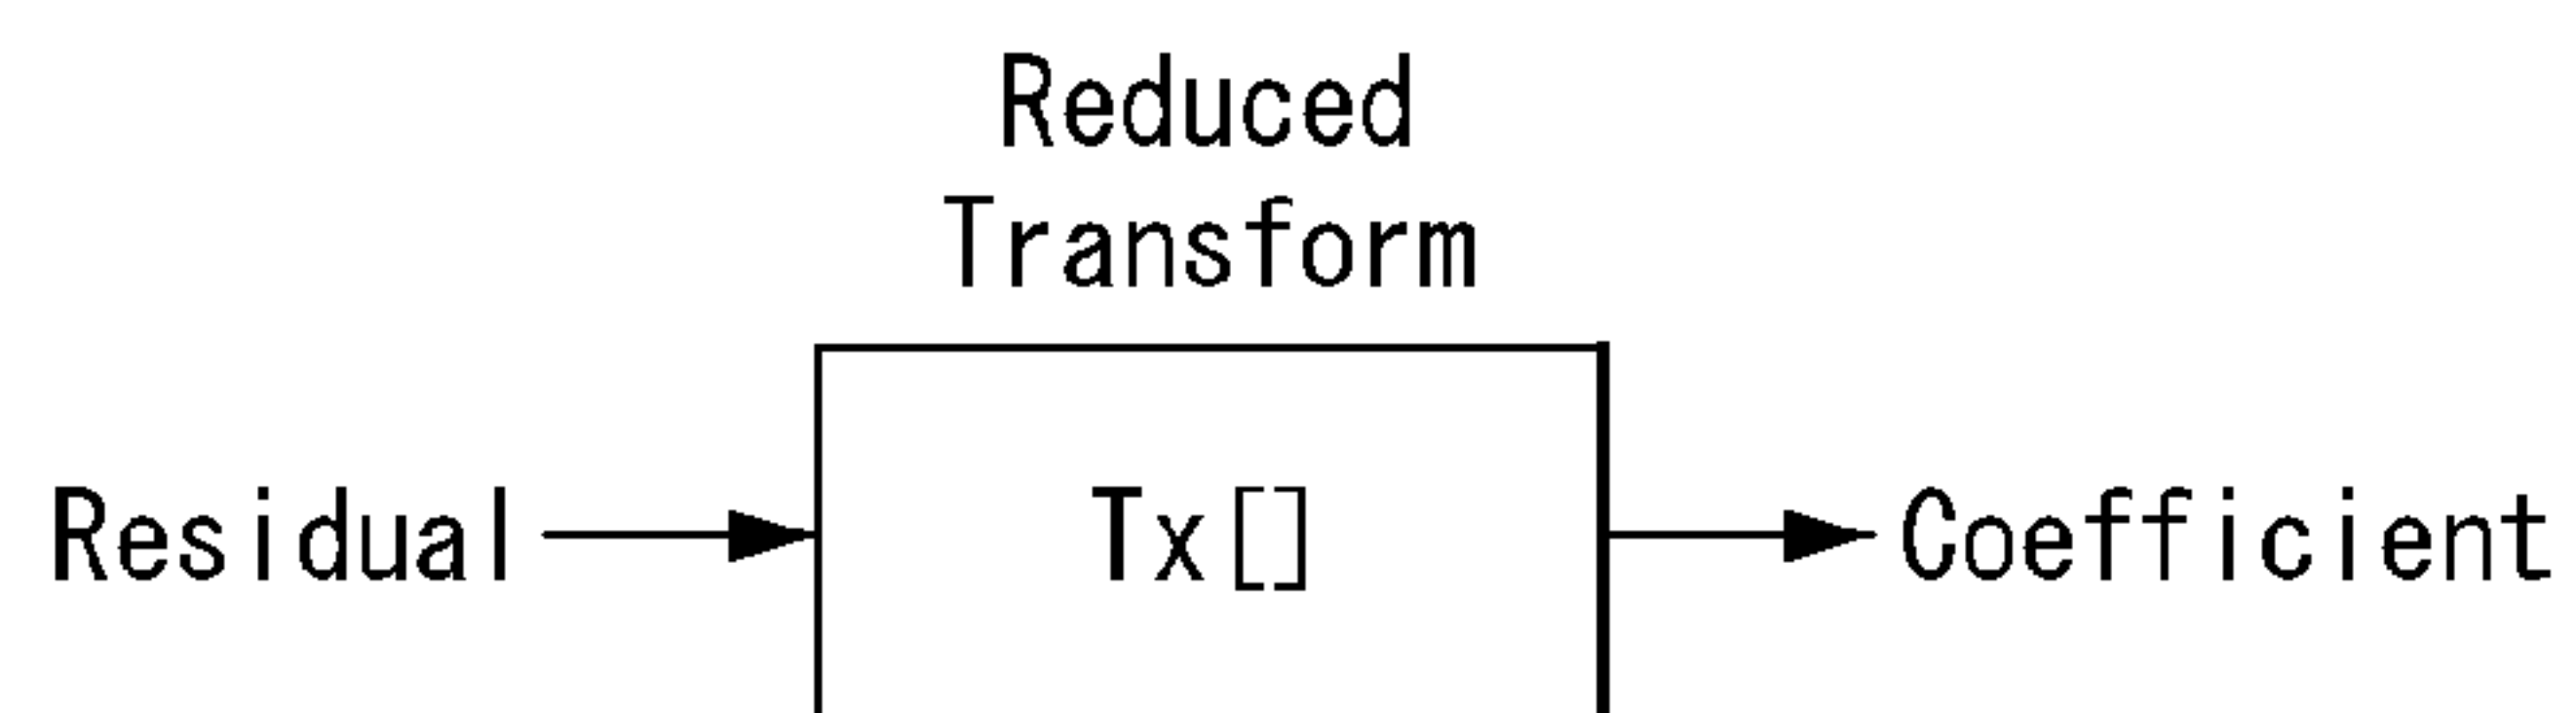 Reduced
Transform
Residual
Tx[]
Coefficient